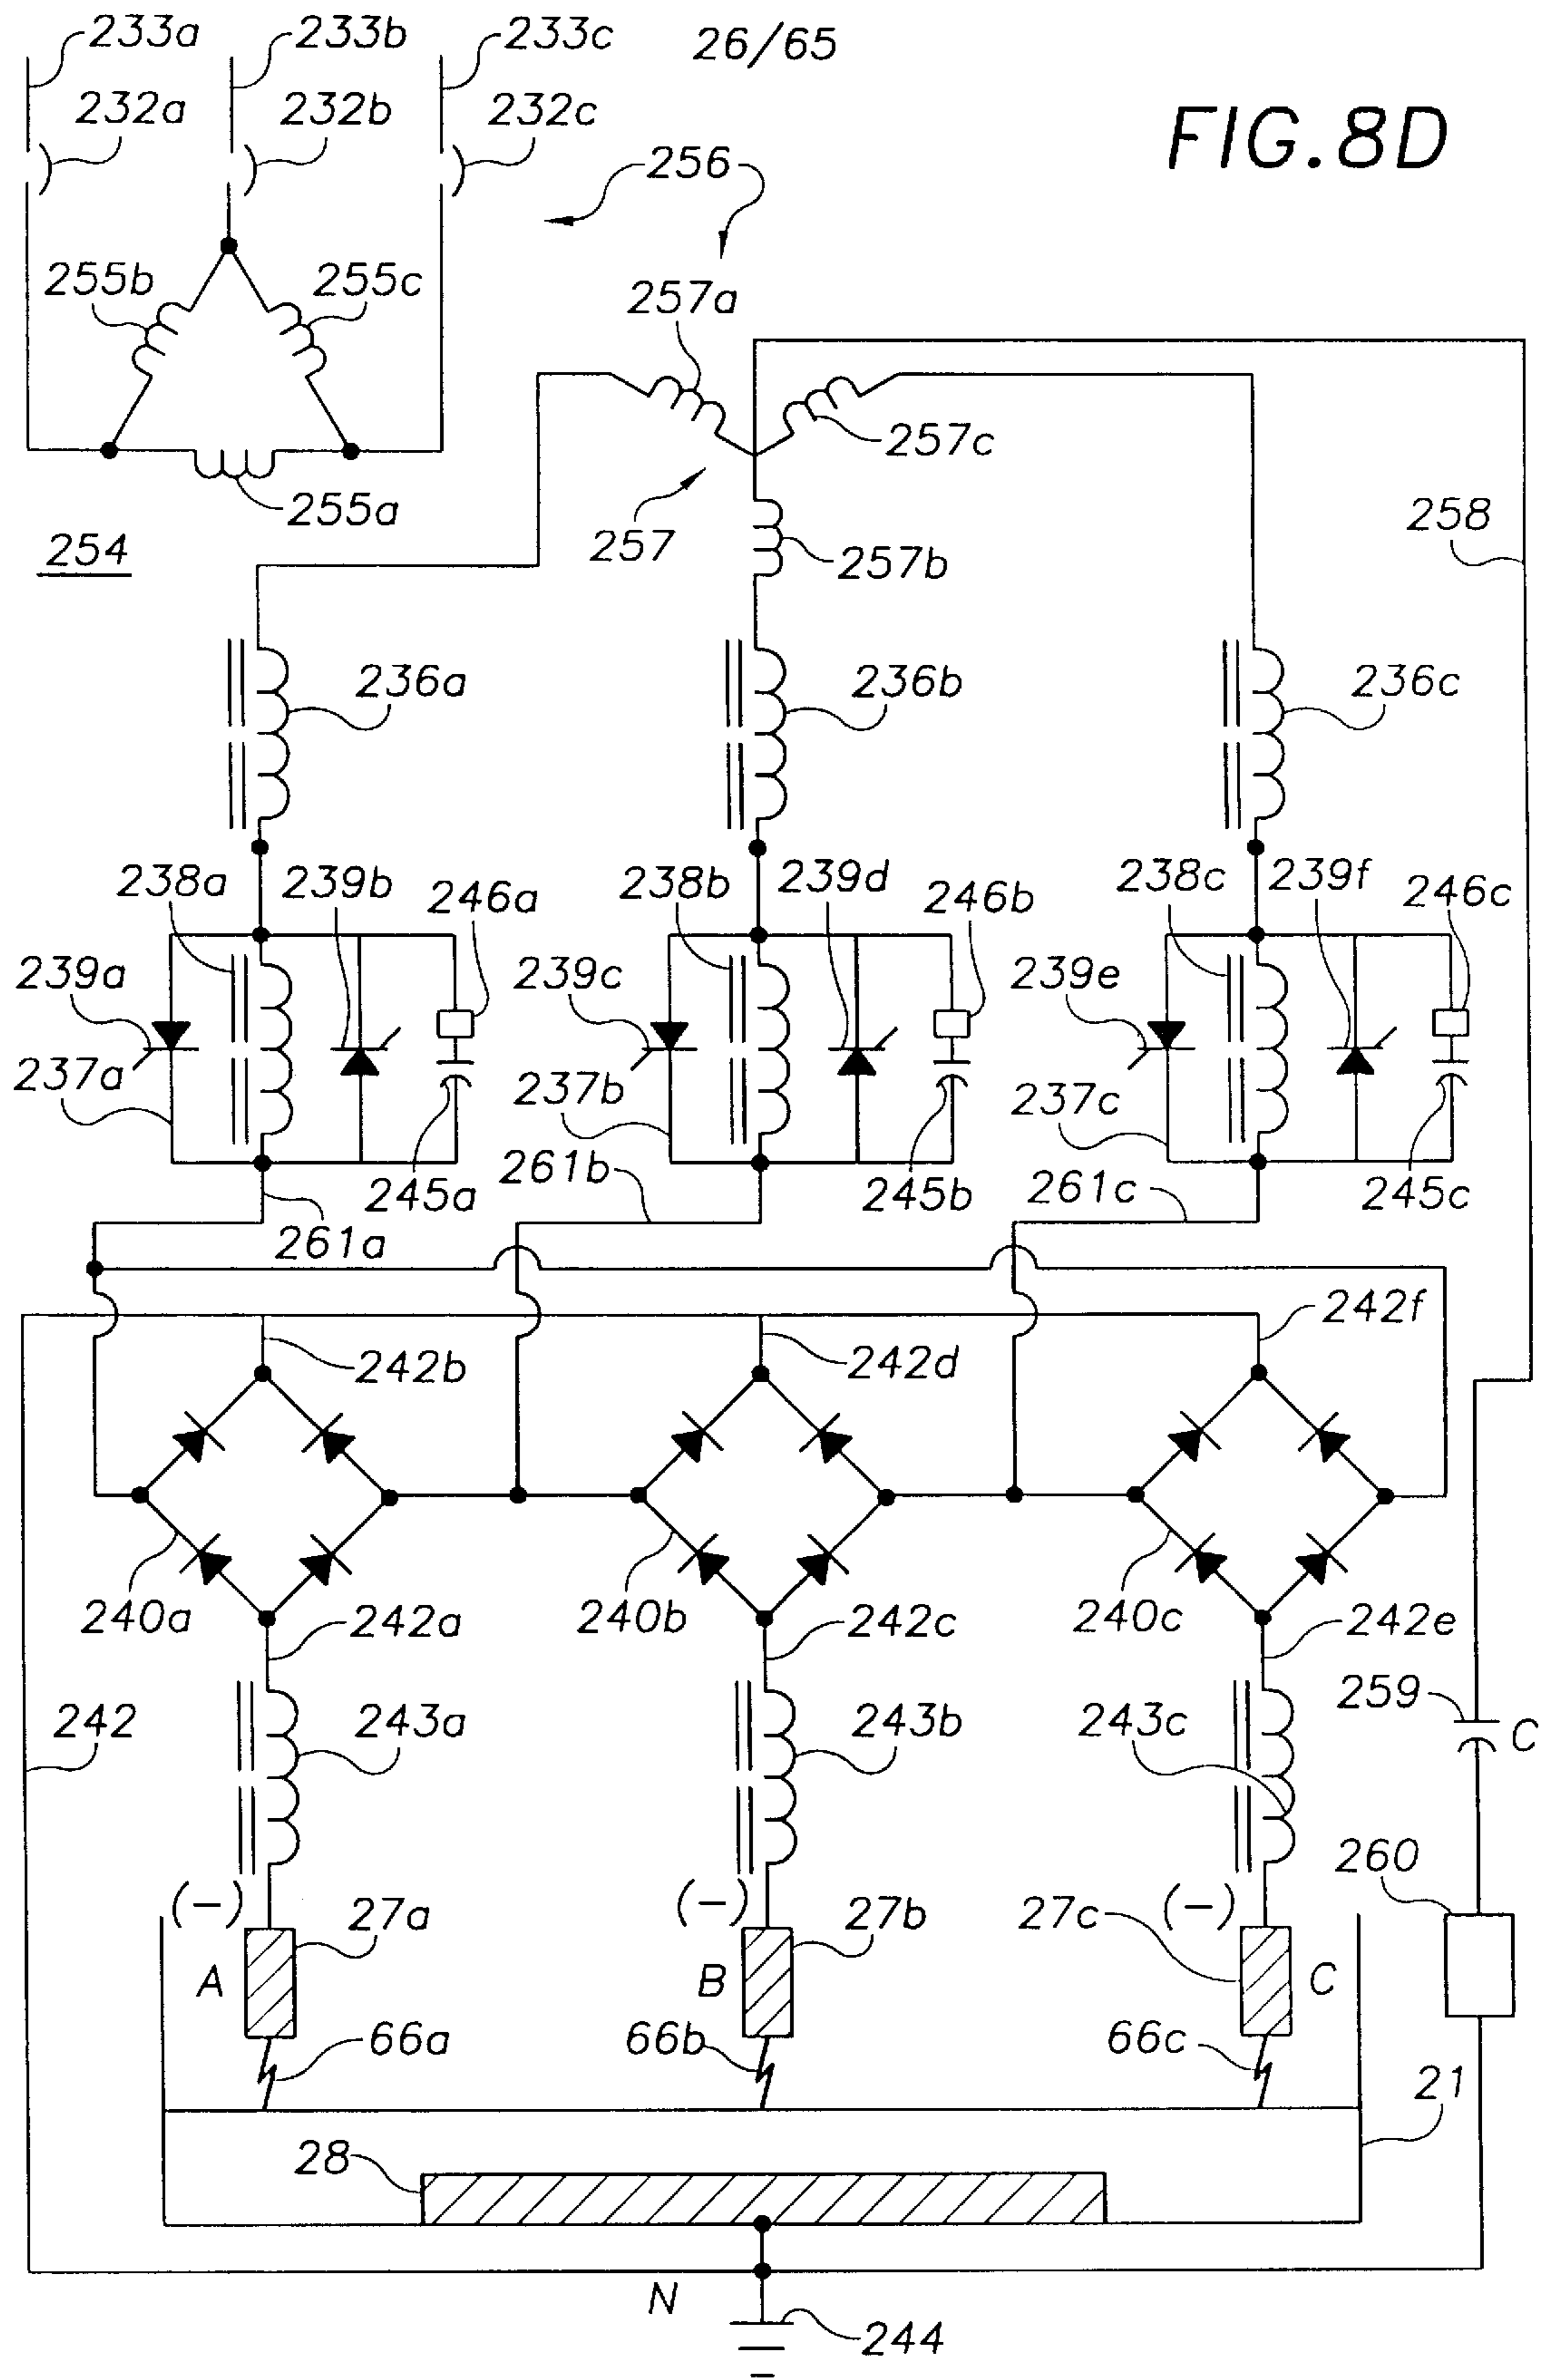 233a 233b 233c 26/65
232a 232b 232c
FIG.8D
256
255b 255c 257a
257c
255a
257 258
254 257b
236a 236b 236c
238a 239b 246a 238b 239d 246b 238c 239f 246c
239a 239c 239e
237a 237b 237c
245a 261b 245b 261c 245c
261a
242f
242b 242d
240a 242a 240b 242c 240c 242e
259
242 243a 243b 243c C
260
(-) 27a (-) 27b 27c (-)
A B C
66a 66b 66c
21
28
N
244